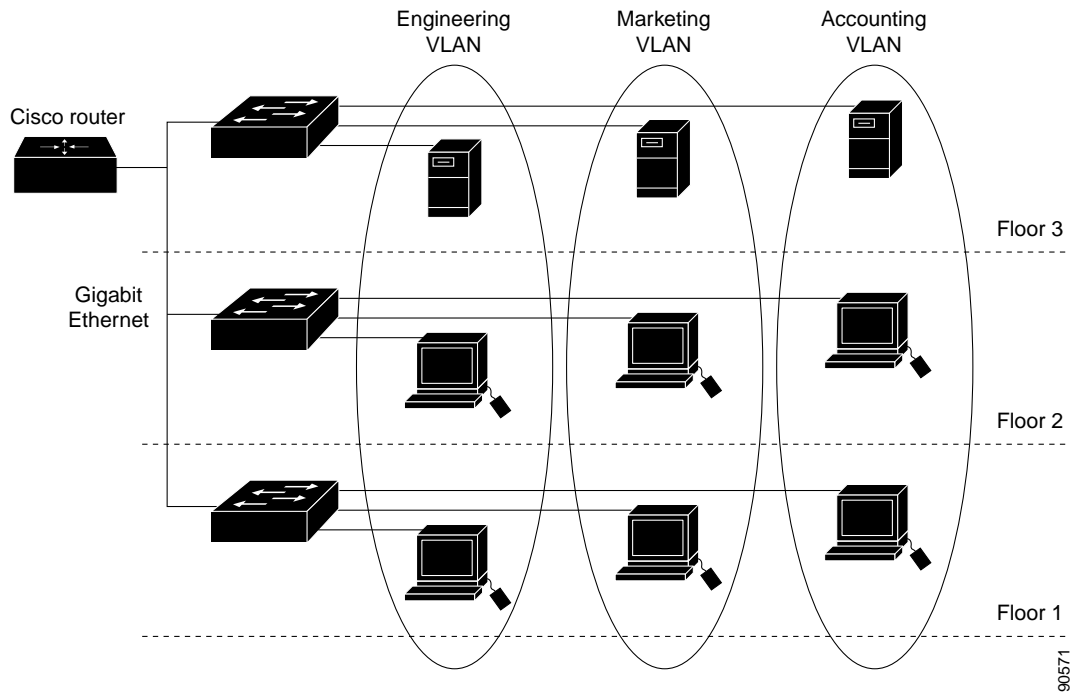 Engineering
VLAN
Marketing
VLAN
Accounting
VLAN
Cisco router
Floor 3
Gigabit
Ethernet
Floor 2
Floor 1
90571